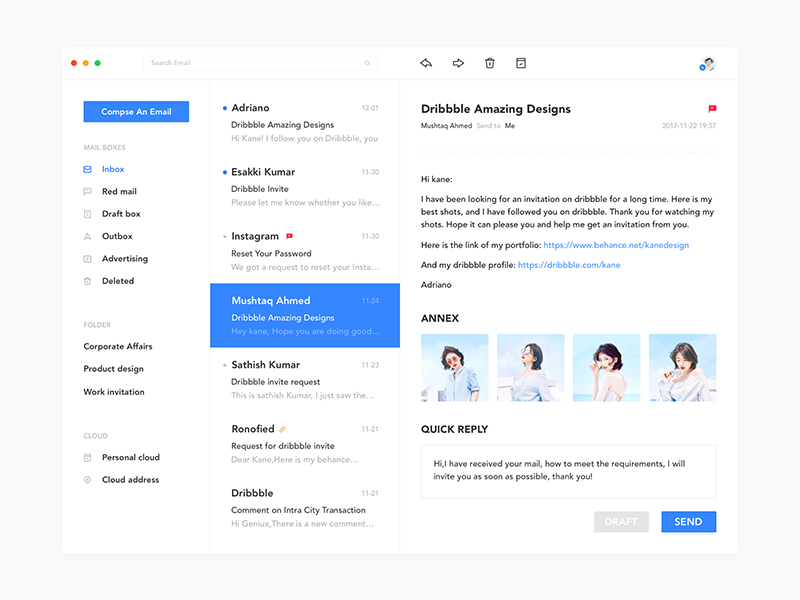 Search Email
Compse An Email
MAIL BOXES
Inbox
Red mail
Draft box
Outbox
Advertising
Deleted
FOLDER
Corporate Affairs
Product design
Work invitation
CLOUD
Personal cloud
Cloud address
Adriano 12-01
Dribbble Amazing Designs
Hi Kane! I follow you on Dribbble, you
Esakki Kumar 11-30
Dribbble Invite
Please let me know whether you like...
Instagram 11-30
Reset Your Password
We got a request to reset your Insta...
Mushtaq Ahmed 11:24
Dribbble Amazing Designs
Hey kane, Hope you are doing good...
Sathish Kumar 11-23
Dribbble invite request
This is sathish Kumar, I just saw the...
Ronofied 11-21
Request for dribbble invite
Dear Kane,Here is my behance...
Dribbble 11-21
Comment on Intra City Transaction
Hi Geniux,There is a new comment...
Dribbble Amazing Designs
Mushtaq Ahmed Send to Me 2017-11-22 19:37
Hi kane:
I have been looking for an invitation on dribbble for a long time. Here is my
best shots, and I have followed you on dribbble. Thank you for watching my
shots. Hope it can please you and help me get an invitation from you.
Here is the link of my portfolio: https://www.behance.net/kanedesign
And my dribbble profile: https://dribbble.com/kane
Adriano
ANNEX
QUICK REPLY
Hi,I have received your mail, how to meet the requirements, I will
invite you as soon as possible, thank you!
DRAFT
SEND